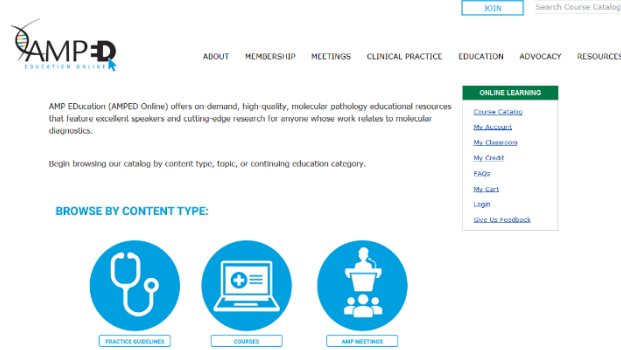 JOIN
Search Course Catalog
AMPED
EDUCATION ONLINE
ABOUT MEMBERSHIP MEETINGS CLINICAL PRACTICE EDUCATION ADVOCACY RESOURCES
AMP EDucation (AMPED Online) offers on-demand, high-quality, molecular pathology educational resources
that feature excellent speakers and cutting-edge research for anyone whose work relates to molecular
diagnostics.
Begin browsing our catalog by content type, topic, or continuing education category.
ONLINE LEARNING
Course Catalog
My Account
My Classroom
My Credit
FAQs
My Cart
Login
Give Us Feedback
BROWSE BY CONTENT TYPE:
PRACTICE GUIDELINES
COURSES
AMP MEETINGS